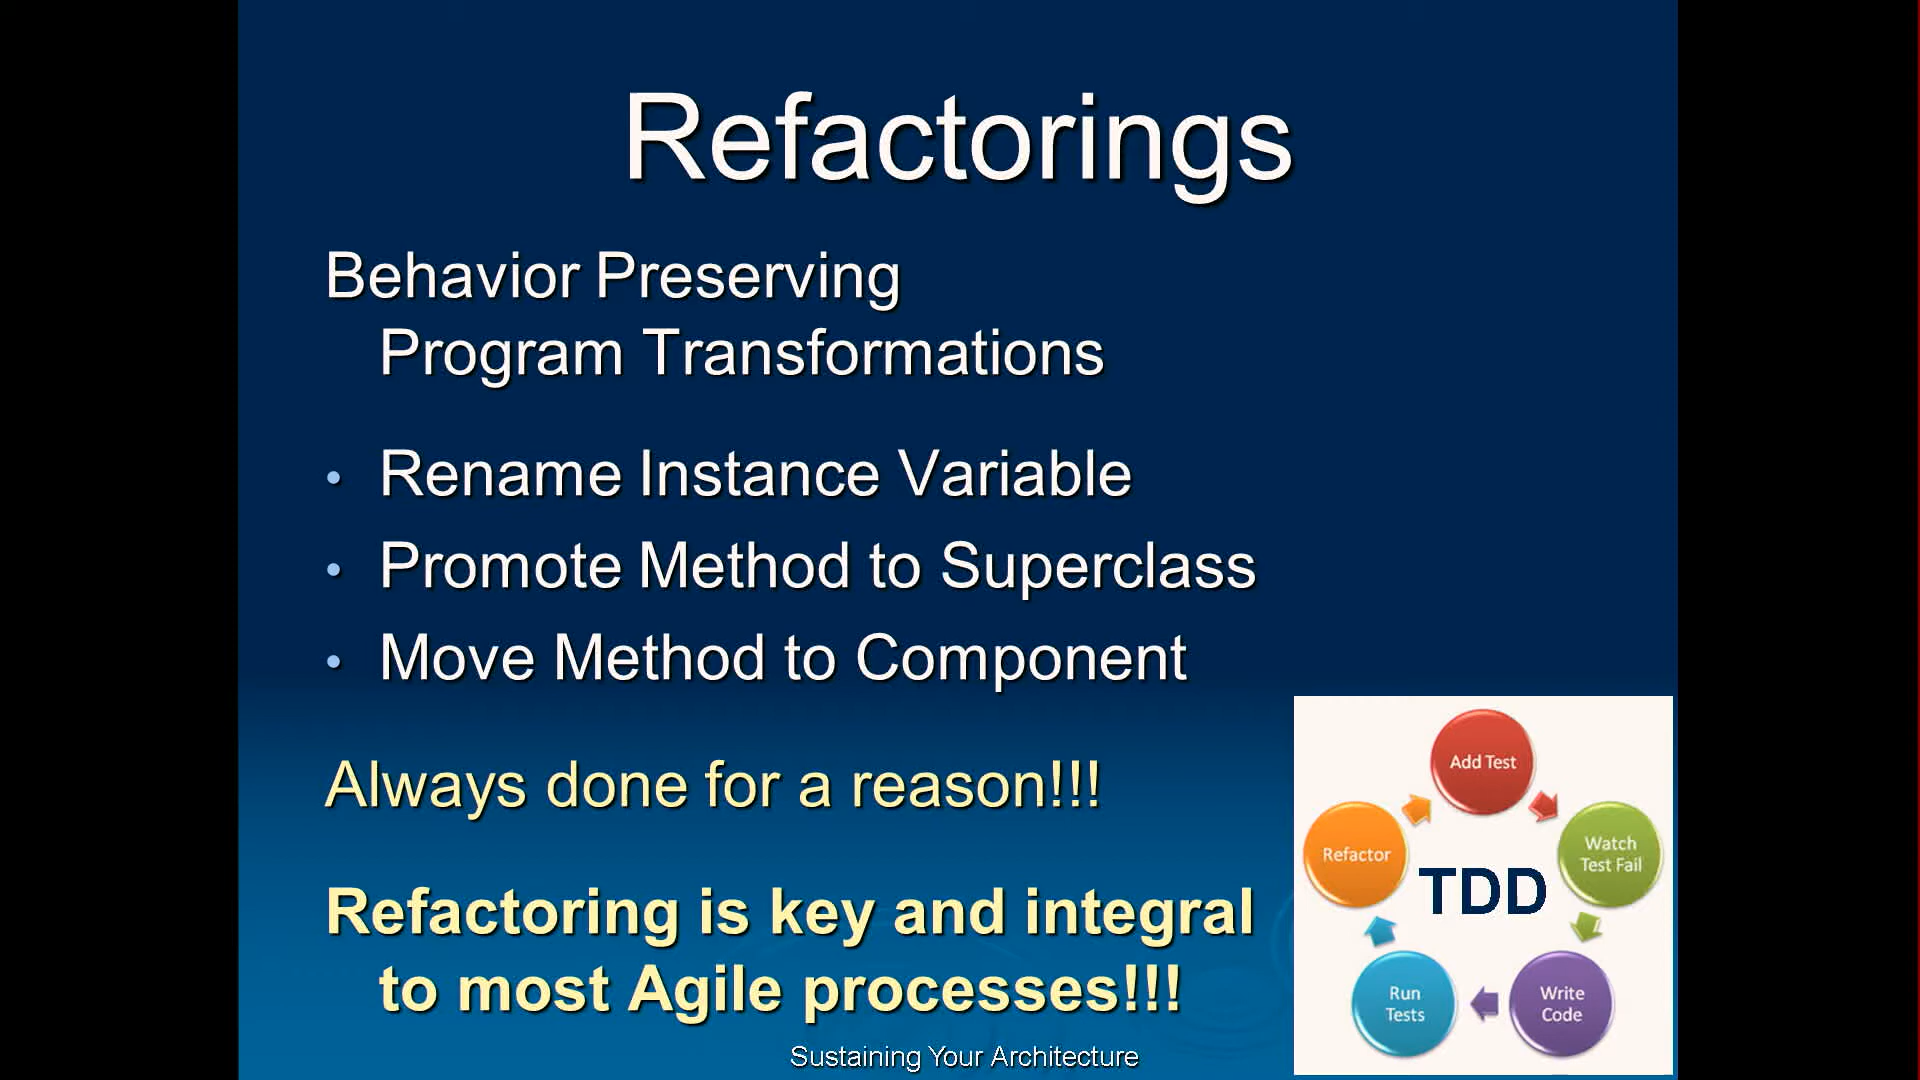 Refactorings
Behavior Preserving
Program Transformations
• Rename Instance Variable
• Promote Method to Superclass
• Move Method to Component
Always done for a reason!!!
Refactoring is key and integral
to most Agile processes!!!
Add Test
Watch
Test Fail
Write
Code
Run
Tests
Refactor
TDD
Sustaining Your Architecture